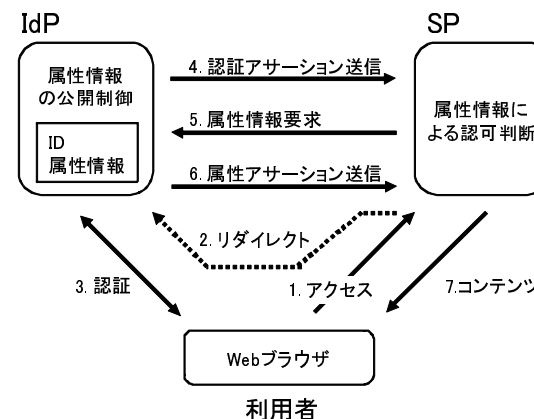 IdP
SP
属性情報
の公開制御
ID
属性情報
4. 認証アサーション送信
5. 属性情報要求
6. 属性アサーション送信
属性情報に
よる認可判断
2. リダイレクト
3. 認証
1. アクセス
7.コンテンツ
Webブラウザ
利用者